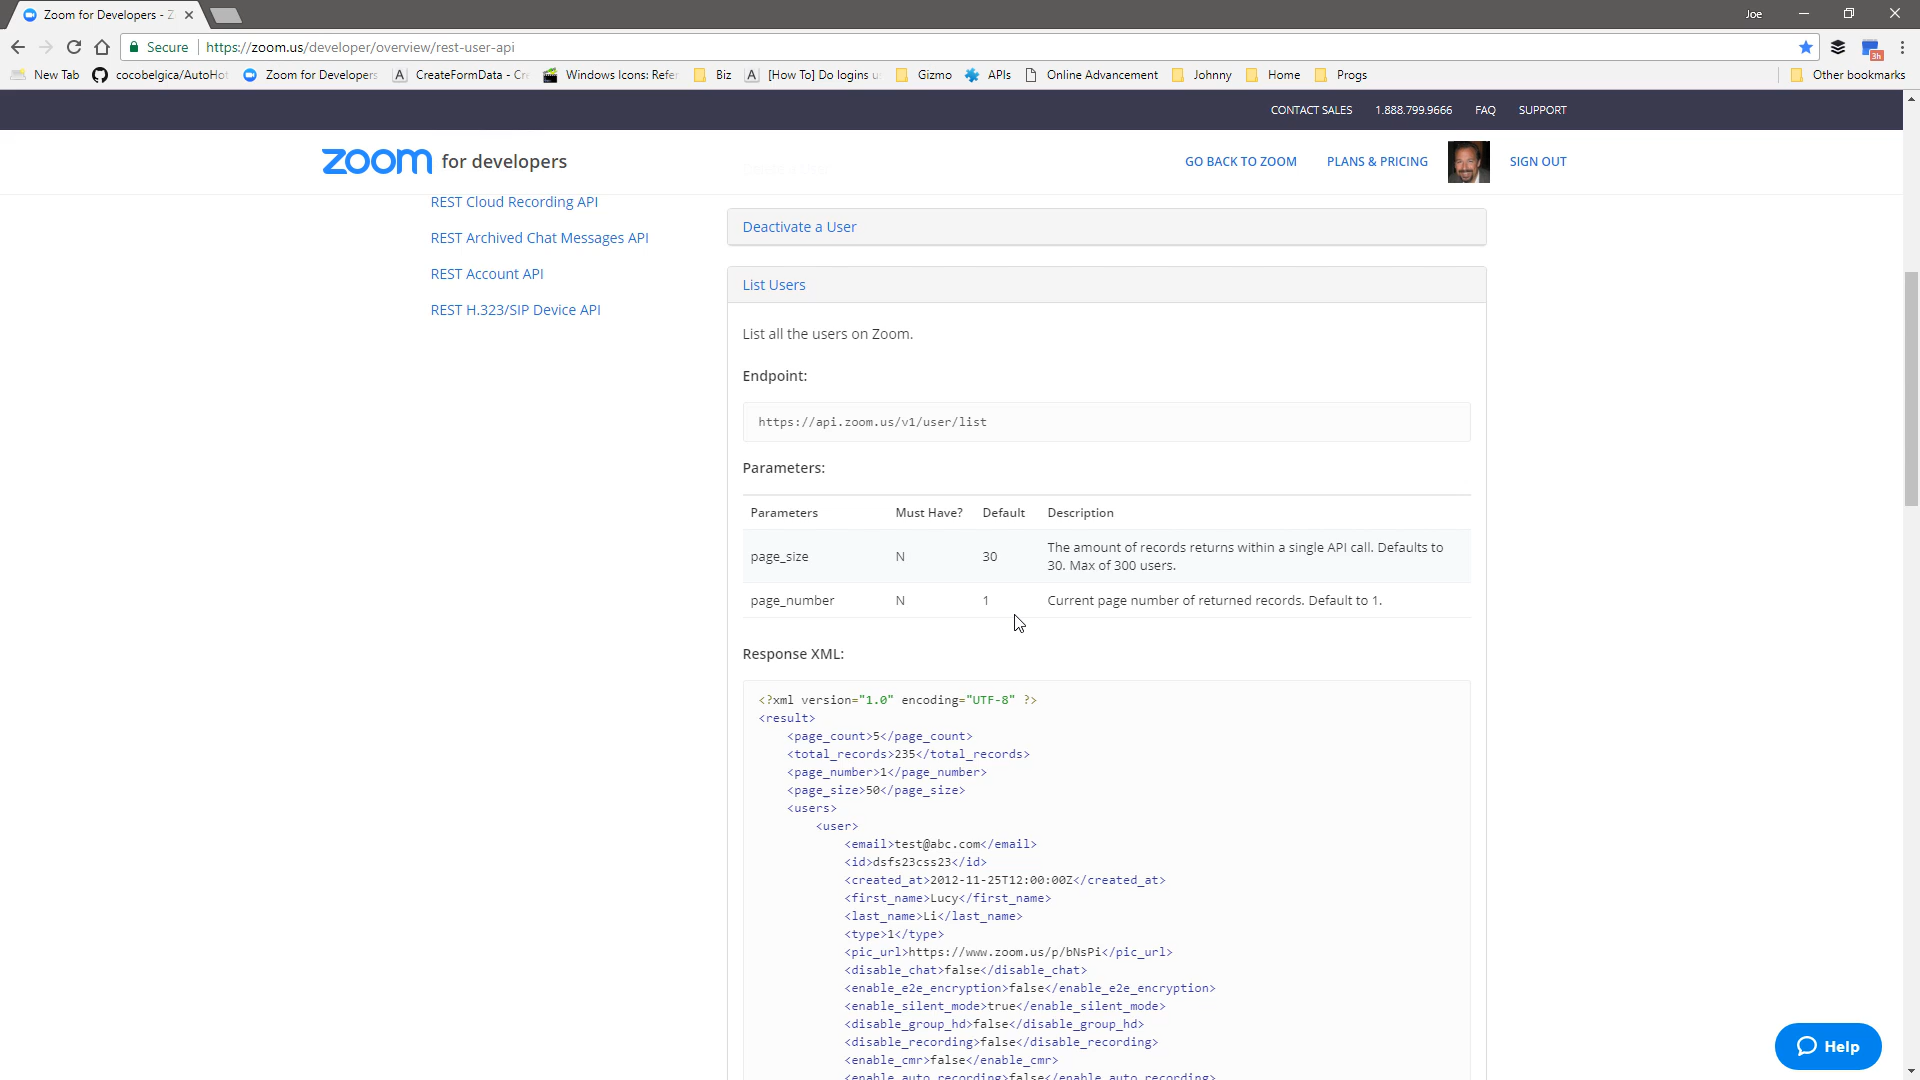 Zoom for Developers - Z
Joe
Secure
https://zoom.us/developer/overview/rest-user-api
3h
New Tab
cocobelgica/AutoHot
Zoom for Developers
CreateFormData - Cr
Windows Icons: Refer
Biz
[How To] Do logins u
Gizmo
APIs
Online Advancement
Johnny
Home
Progs
Other bookmarks
CONTACT SALES
1.888.799.9666
FAQ
SUPPORT
zoom for developers
GO BACK TO ZOOM
PLANS & PRICING
SIGN OUT
REST Cloud Recording API
REST Archived Chat Messages API
REST Account API
REST H.323/SIP Device API
Deactivate a User
List Users
List all the users on Zoom.
Endpoint:
https://api.zoom.us/v1/user/list
Parameters:
Parameters Must Have? Default Description
page_size N 30 The amount of records returns within a single API call. Defaults to
30. Max of 300 users.
page_number N 1 Current page number of returned records. Default to 1.
Response XML:
<?xml version="1.0" encoding="UTF-8" ?>
<result>
<page_count>5</page_count>
<total_records>235</total_records>
<page_number>1</page_number>
<page_size>50</page_size>
<users>
<user>
<email>test@abc.com</email>
<id>dsfs23css23</id>
<created_at>2012-11-25T12:00:00Z</created_at>
<first_name>Lucy</first_name>
<last_name>Li</last_name>
<type>1</type>
<pic_url>https://www.zoom.us/p/bNsPi</pic_url>
<disable_chat>false</disable_chat>
<enable_e2e_encryption>false</enable_e2e_encryption>
<enable_silent_mode>true</enable_silent_mode>
<disable_group_hd>false</disable_group_hd>
<disable_recording>false</disable_recording>
<enable_cmr>false</enable_cmr>
<enable_auto_recording>false</enable_auto_recording>
Help